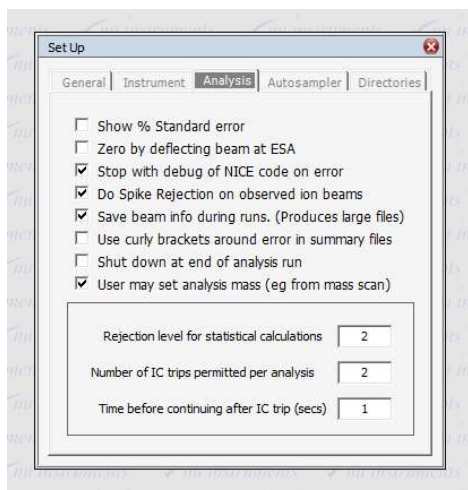 Set Up
General Instrument Analysis Autosampler Directories
Show % Standard error
Zero by deflecting beam at ESA
Stop with debug of NICE code on error
Do Spike Rejection on observed ion beams
Save beam info during runs. (Produces large files)
Use curly brackets around error in summary files
Shut down at end of analysis run
User may set analysis mass (eg from mass scan)
Rejection level for statistical calculations 2
Number of IC trips permitted per analysis 2
Time before continuing after IC trip (secs) 1
nu instruments nu instruments